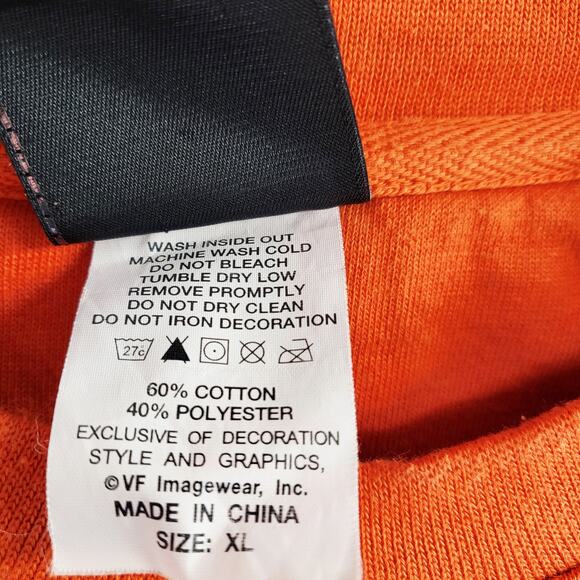 WASH INSIDE OUT
MACHINE WASH COLD
DO NOT BLEACH
TUMBLE DRY LOW
REMOVE PROMPTLY
DO NOT DRY CLEAN
DO NOT IRON DECORATION
27c
60% COTTON
40% POLYESTER
EXCLUSIVE OF DECORATION
STYLE AND GRAPHICS,
©VF Imagewear, Inc.
MADE IN CHINA
SIZE: XL